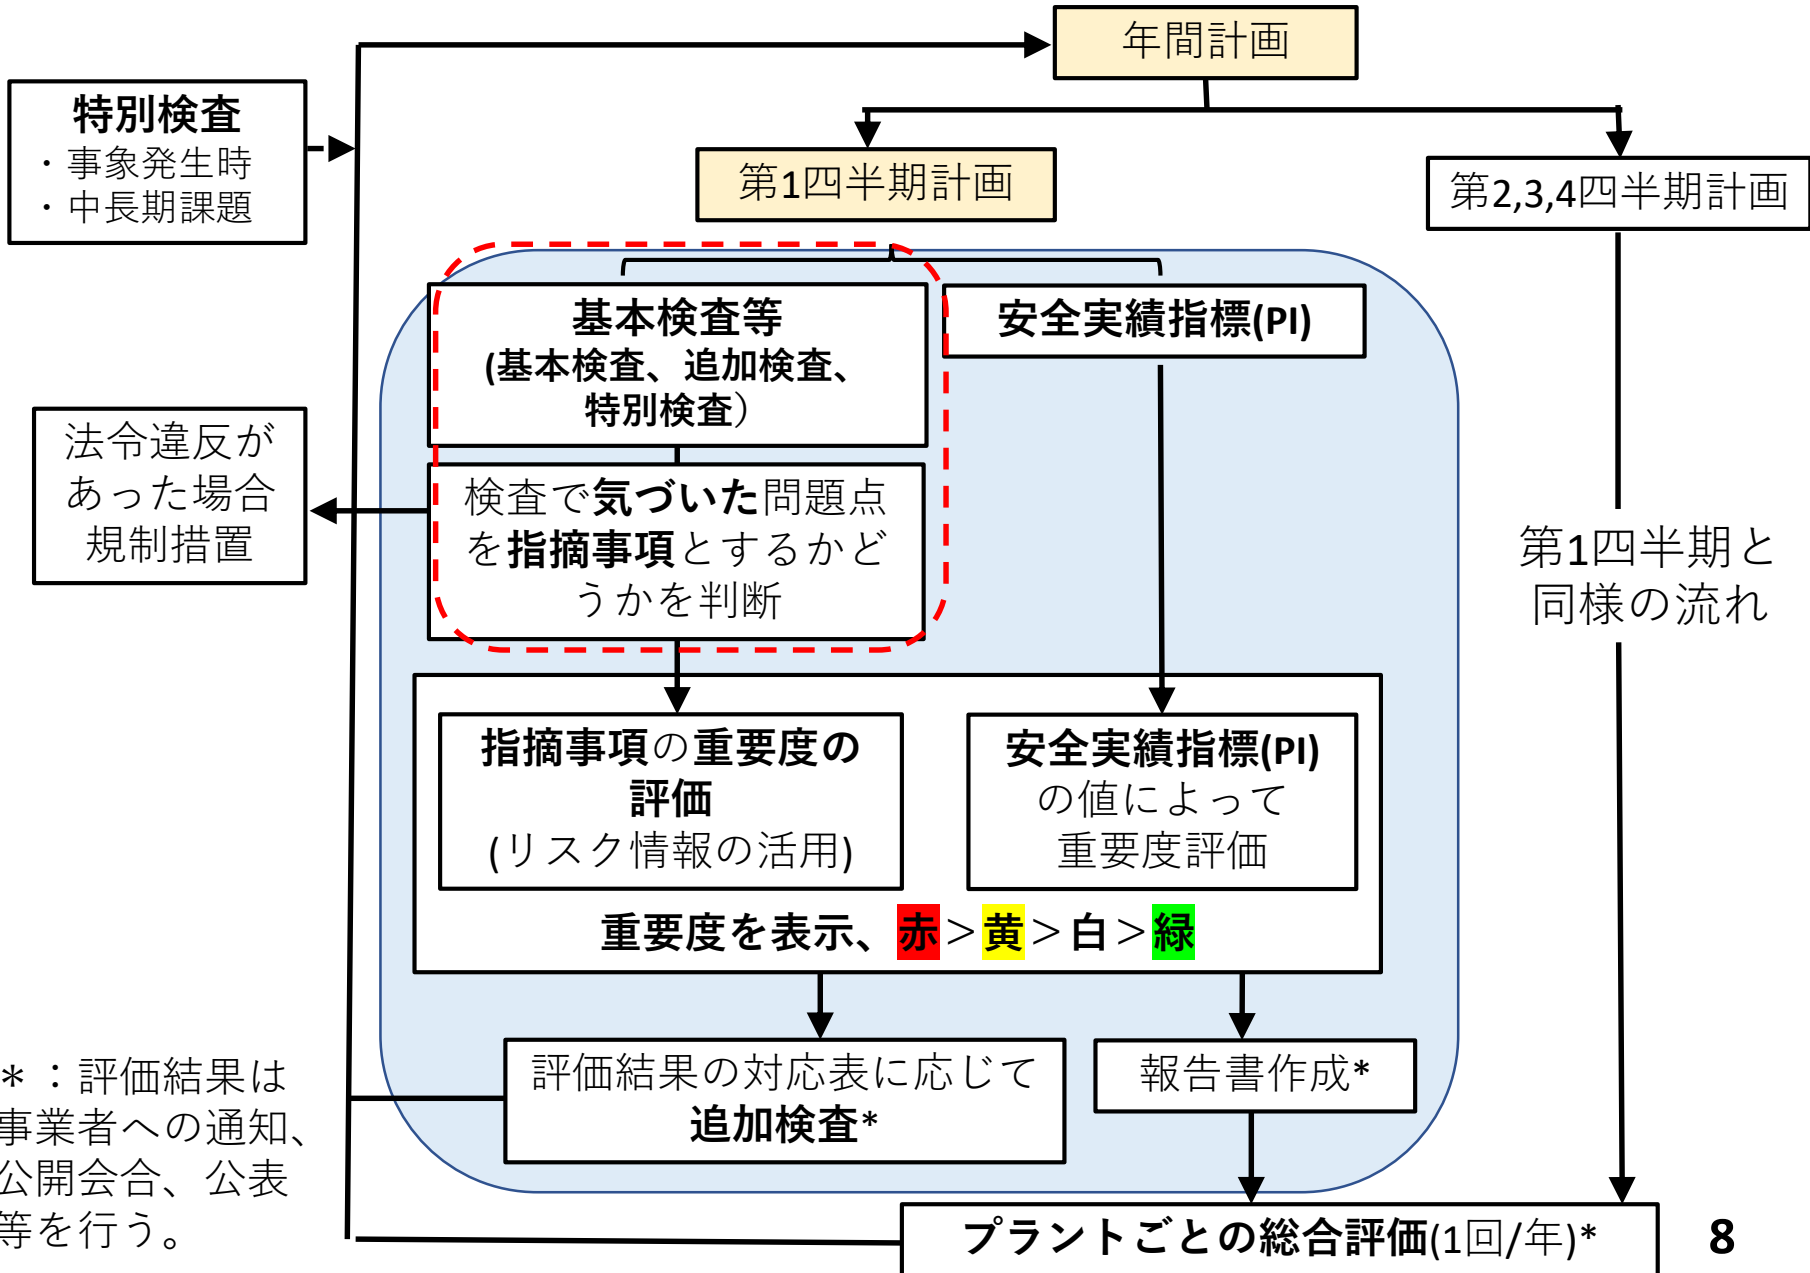 年間計画
特別検査
・事象発生時
・中長期課題
第1四半期計画
第2,3,4四半期計画
基本検査等
(基本検査、追加検査、
特別検査）
安全実績指標(PI)
法令違反が
あった場合
規制措置
検査で気づいた問題点
を指摘事項とするかど
うかを判断
第1四半期と
同様の流れ
指摘事項の重要度の
評価
(リスク情報の活用)
安全実績指標(PI)
の値によって
重要度評価
重要度を表示、赤＞黄＞白＞緑
評価結果の対応表に応じて
追加検査*
報告書作成*
*：評価結果は
事業者への通知、
公開会合、公表
等を行う。
プラントごとの総合評価(1回/年)*
8